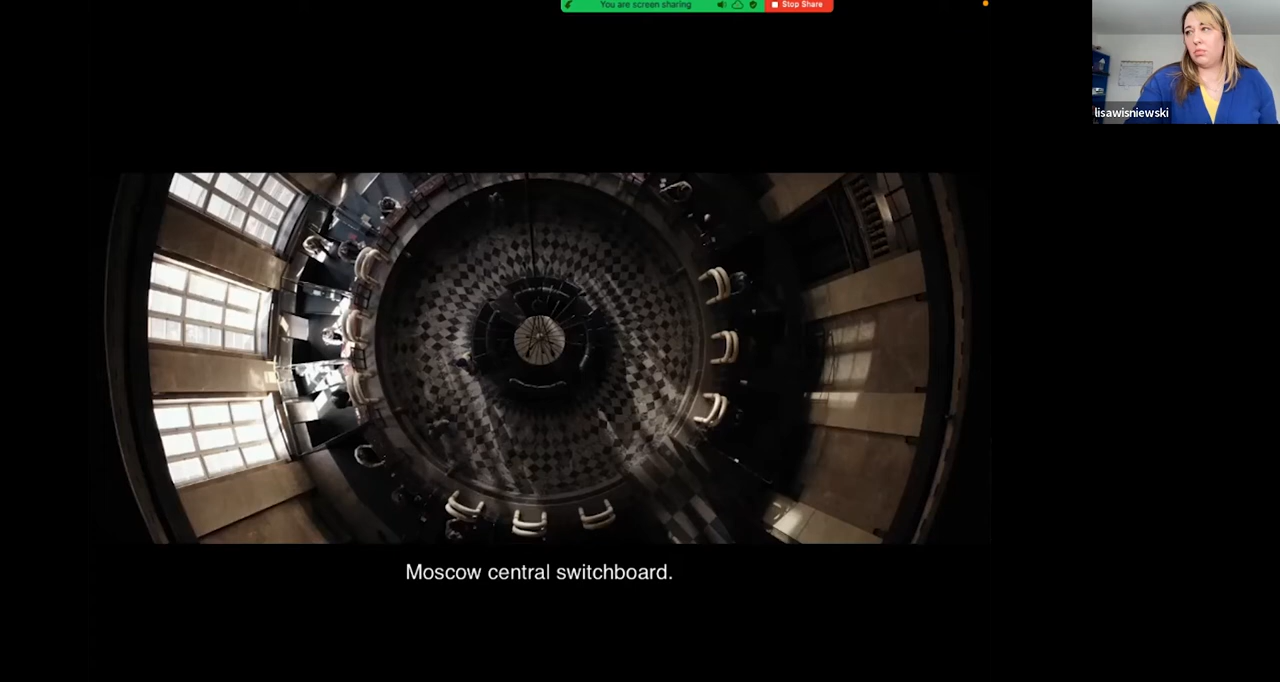 You are screen sharing
Stop Share
lisawisniewski
Moscow central switchboard.